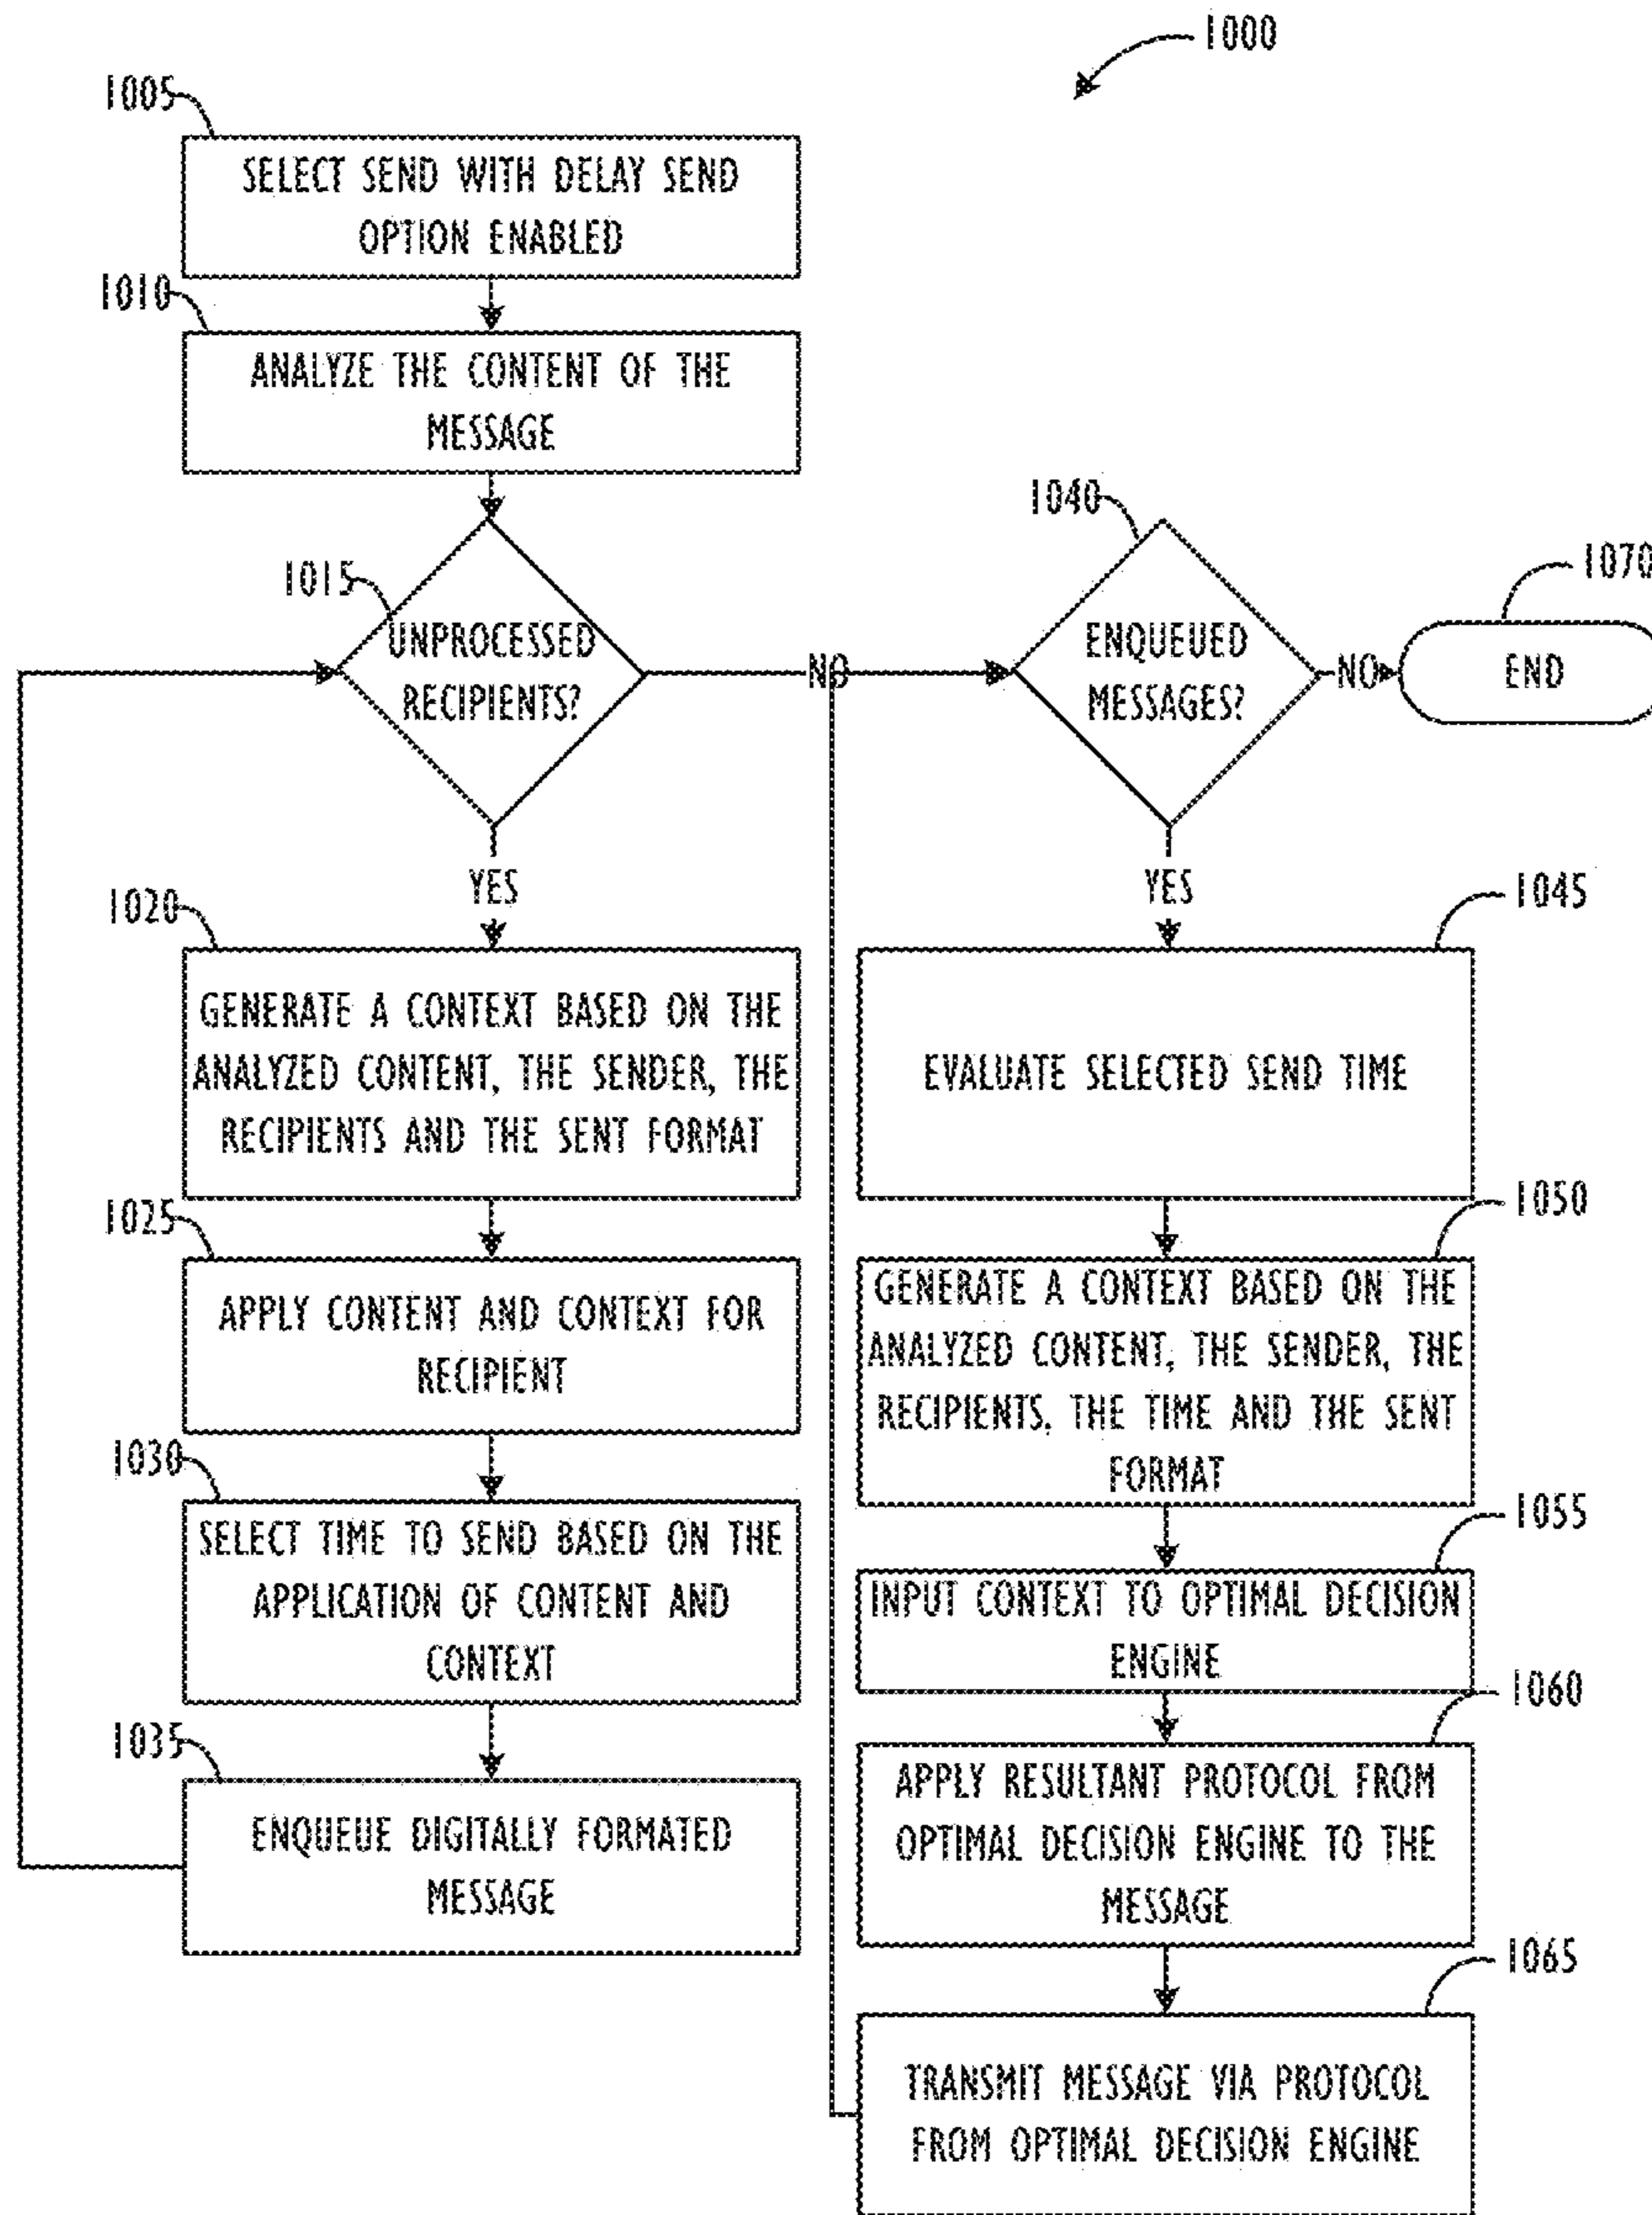 1000
1005
SELECT SEND WITH DELAY SEND
OPTION ENABLED
1010
ANALYZE THE CONTENT OF THE
MESSAGE
1015
UNPROCESSED
RECIPIENTS?
NO
YES
1020
GENERATE A CONTEXT BASED ON THE
ANALYZED CONTENT, THE SENDER, THE
RECIPIENTS AND THE SENT FORMAT
1025
APPLY CONTENT AND CONTEXT FOR
RECIPIENT
1030
SELECT TIME TO SEND BASED ON THE
APPLICATION OF CONTENT AND
CONTEXT
1035
ENQUEUE DIGITALLY FORMATED
MESSAGE
1040
ENQUEUED
MESSAGES?
NO
1070
END
YES
1045
EVALUATE SELECTED SEND TIME
1050
GENERATE A CONTEXT BASED ON THE
ANALYZED CONTENT, THE SENDER, THE
RECIPIENTS, THE TIME AND THE SENT
FORMAT
1055
INPUT CONTEXT TO OPTIMAL DECISION
ENGINE
1060
APPLY RESULTANT PROTOCOL FROM
OPTIMAL DECISION ENGINE TO THE
MESSAGE
1065
TRANSMIT MESSAGE VIA PROTOCOL
FROM OPTIMAL DECISION ENGINE